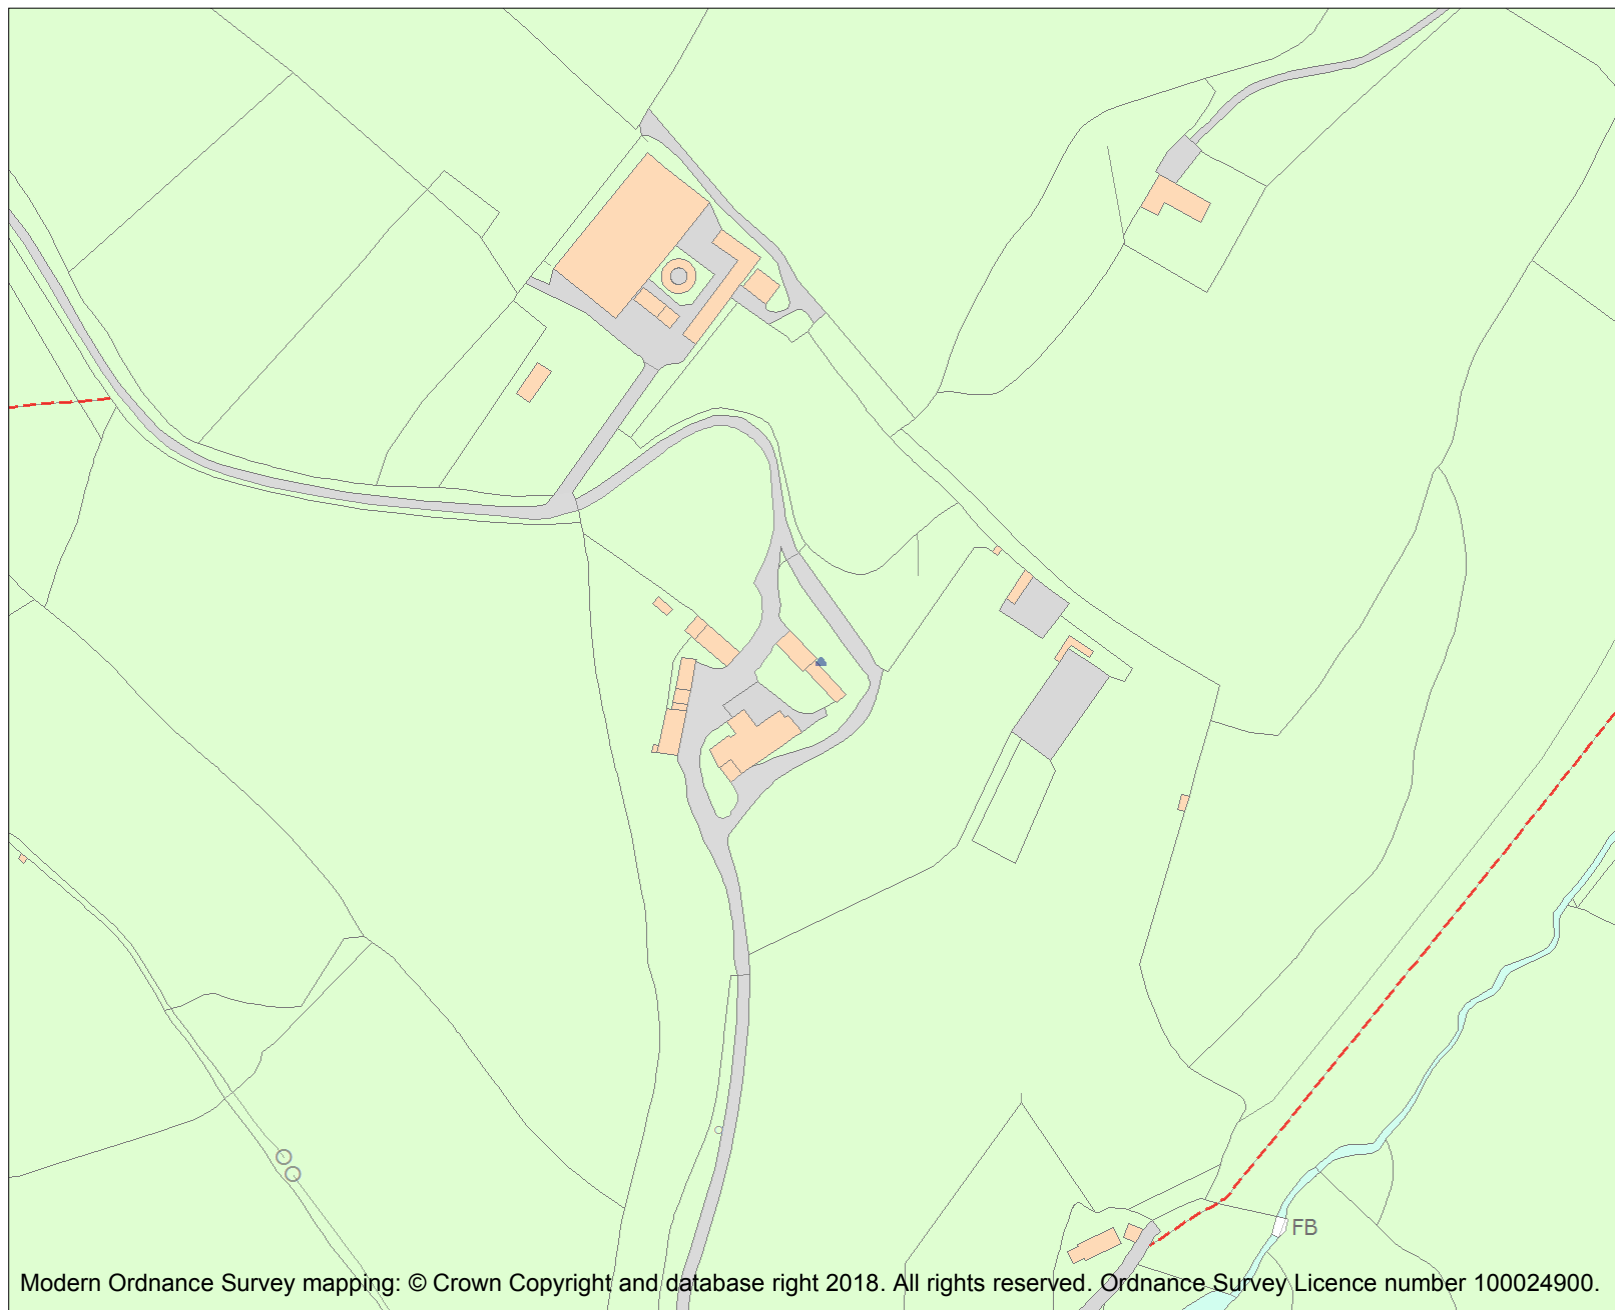 FB
Modern Ordnance Survey mapping: © Crown Copyright and database right 2018. All rights reserved. Ordnance Survey Licence number 100024900.